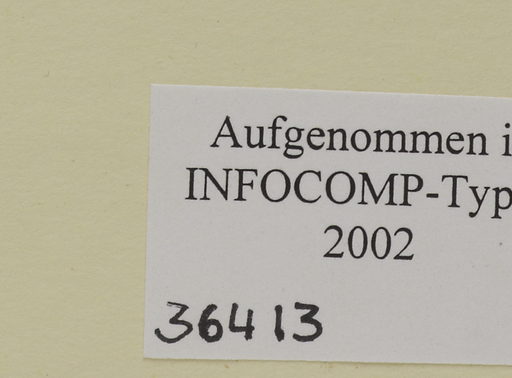 Aufgenommen i
INFOCOMP-Typ
2002
36413